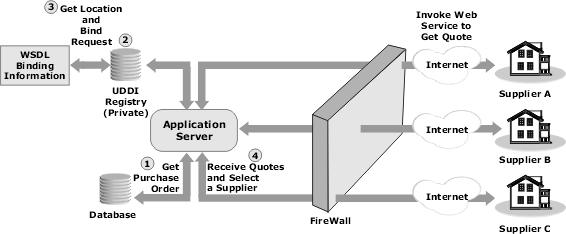 3 Get Location
and
Bind
Request
2
WSDL
Binding
Information
UDDI
Registry
(Private)
Application
Server
1 Get
Purchase
Order
4
Receive Quotes
and Select
a Supplier
Database
FireWall
Invoke Web
Service to
Get Quote
Internet
Supplier A
Internet
Supplier B
Internet
Supplier C